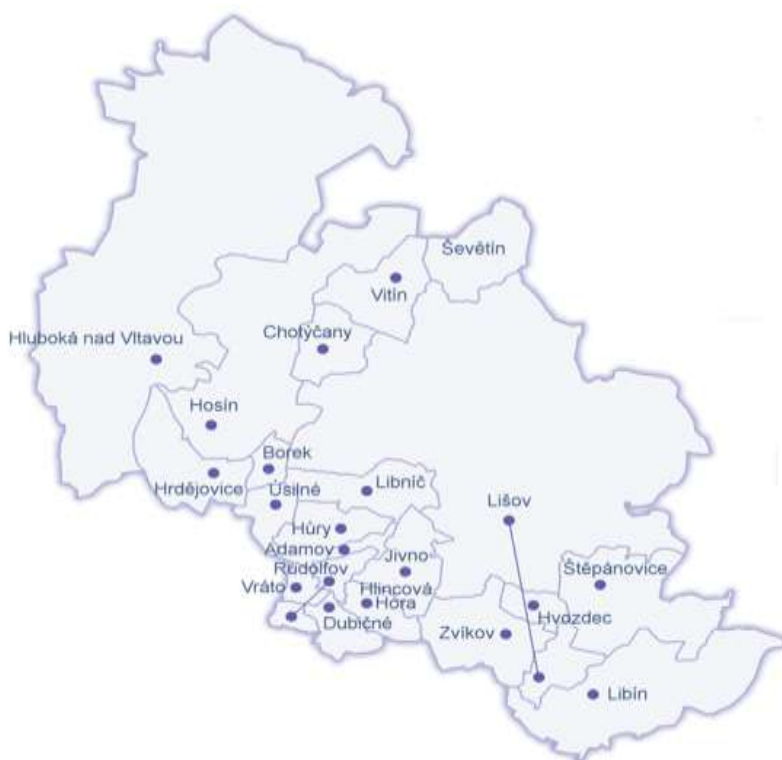 Ševětín
Vitín
Chotýčany
Hluboká nad Vltavou
Hosín
Borek
Hrdějovice
Úsilné
Libníč
Lišov
Hůry
Adamov
Jivno
Rudolfov
Štěpánovice
Vráto
Hlincová
Hora
Dubičné
Hvozdec
Zvíkov
Libín